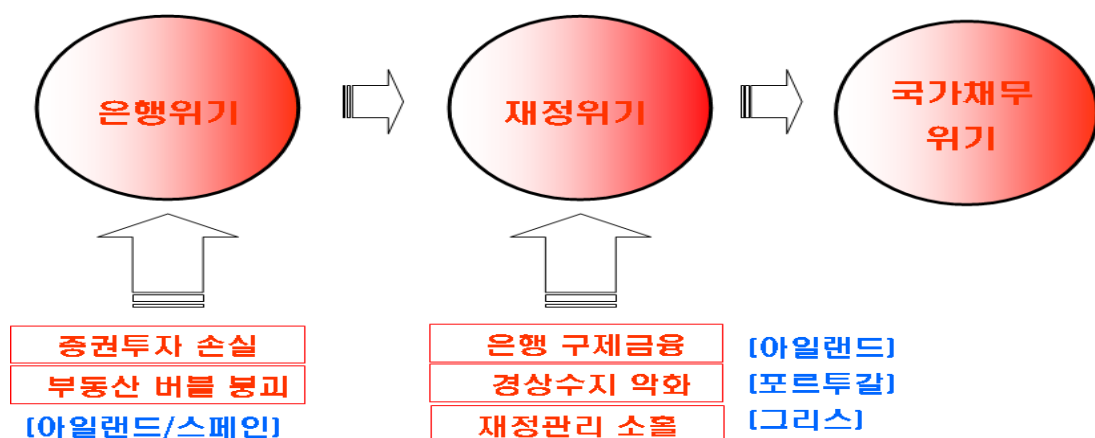 은행위기
재정위기
국가채무
위기
증권투자 손실
부동산 버블 붕괴
[아일랜드/스페인]
은행 구제금융
[아일랜드]
경상수지 악화
[포르투갈]
재정관리 소홀
[그리스]